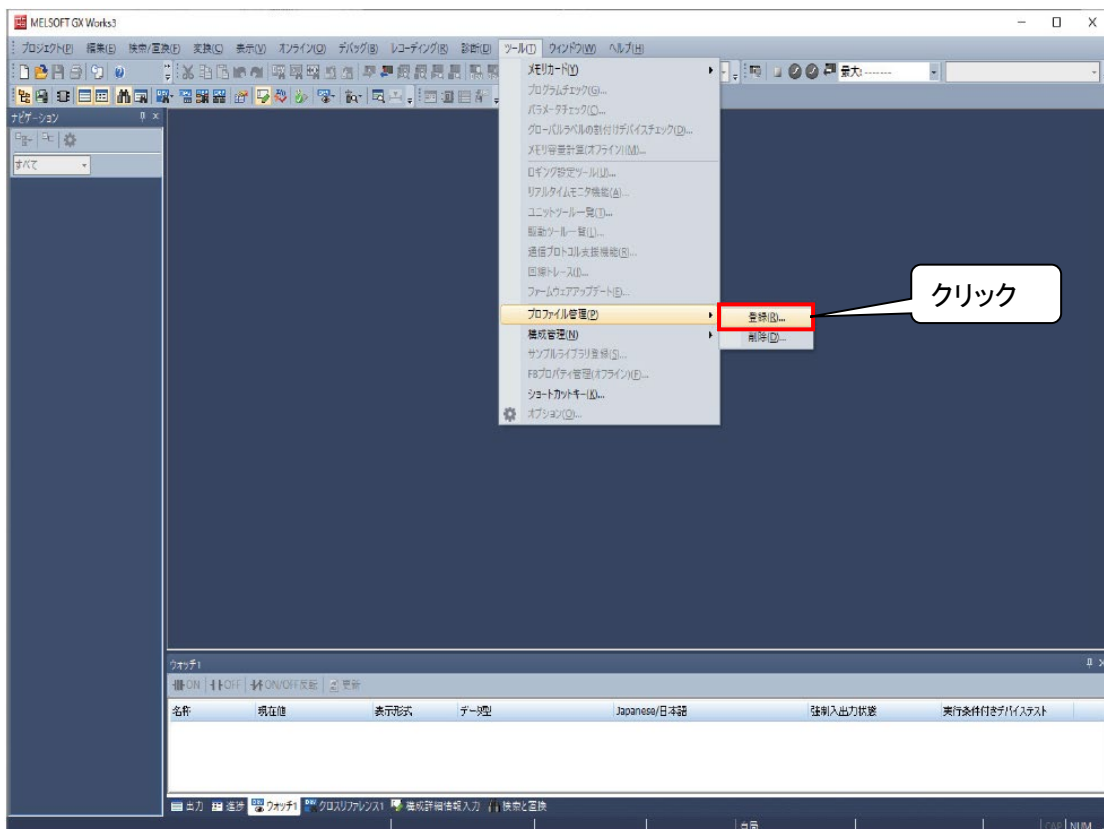 MELSOFT GX Works3
プロジェクト(P) 編集(E) 検索/置換(F) 変換(C) 表示(V) オンライン(O) デバッグ(B) レコーディング(R) 診断(D) ツール(T) ウィンドウ(W) ヘルプ(H)
最大:
ナビゲーション
すべて
メモリカード(Y)
プログラムチェック(G)...
パラメータチェック(C)...
グローバルラベルの割付けデバイスチェック(D)...
メモリ容量計算(オフライン)(M)...
ロギング設定ツール(U)...
リアルタイムモニタ機能(A)...
ユニットツール一覧(T)...
駆動ツール一覧(L)...
通信プロトコル支援機能(R)...
回線トレース(I)...
ファームウェアアップデート(E)...
プロファイル管理(P)
構成管理(N)
サンプルライブラリ登録(S)...
FBプロパティ管理(オフライン)(F)...
ショートカットキー(K)...
オプション(O)...
登録(R)...
削除(D)...
クリック
ウォッチ1
ON OFF ON/OFF反転 更新
名称 現在値 表示形式 データ型 Japanese/日本語 強制入出力状態 実行条件付きデバイステスト
出力 進捗 ウォッチ1 クロスリファレンス1 構成詳細情報入力 検索と置換
自局 CAP NUM